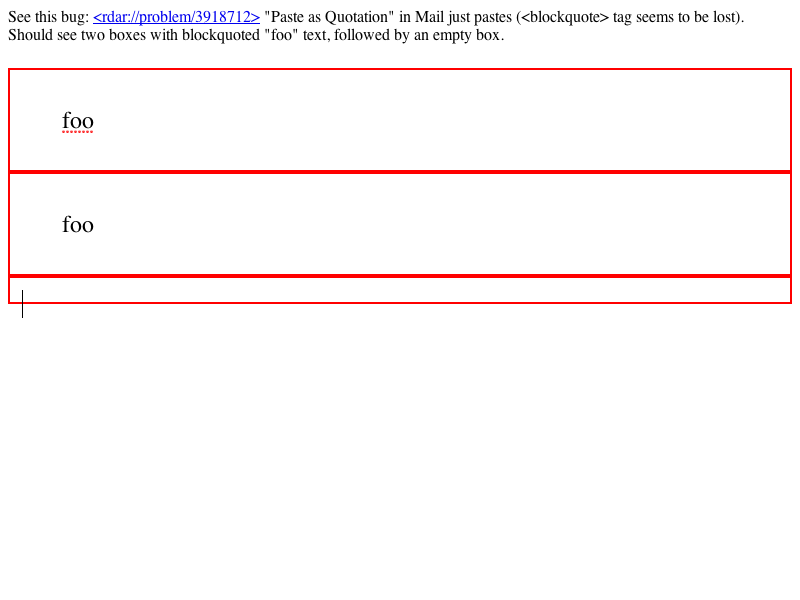 See this bug: <rdar://problem/3918712> "Paste as Quotation" in Mail just pastes (<blockquote> tag seems to be lost).
Should see two boxes with blockquoted "foo" text, followed by an empty box.
foo
foo